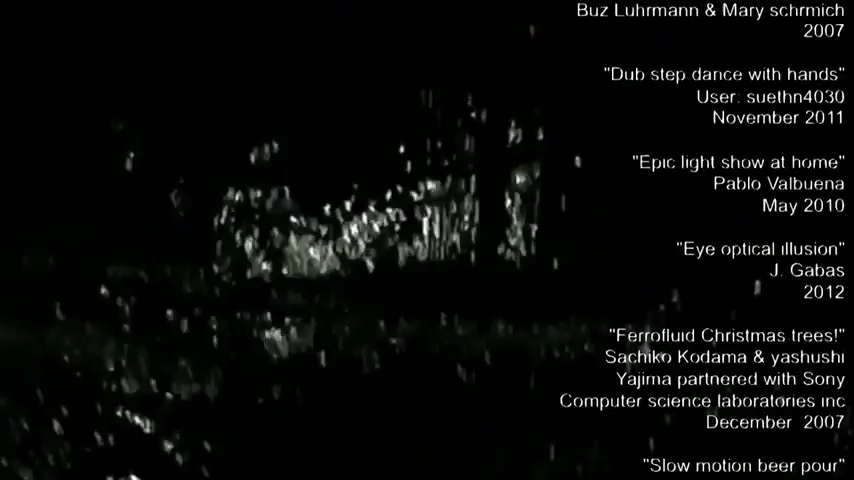 Buz Luhrmann & Mary schrmich
2007
"Dub step dance with hands"
User: suethn4030
November 2011
"Epic light show at home"
Pablo Valbuena
May 2010
"Eye optical illusion"
J. Gabas
2012
"Ferrofluid Christmas trees!"
Sachiko Kodama & yashushi
Yajima partnered with Sony
Computer science laboratories inc
December 2007
"Slow motion beer pour"